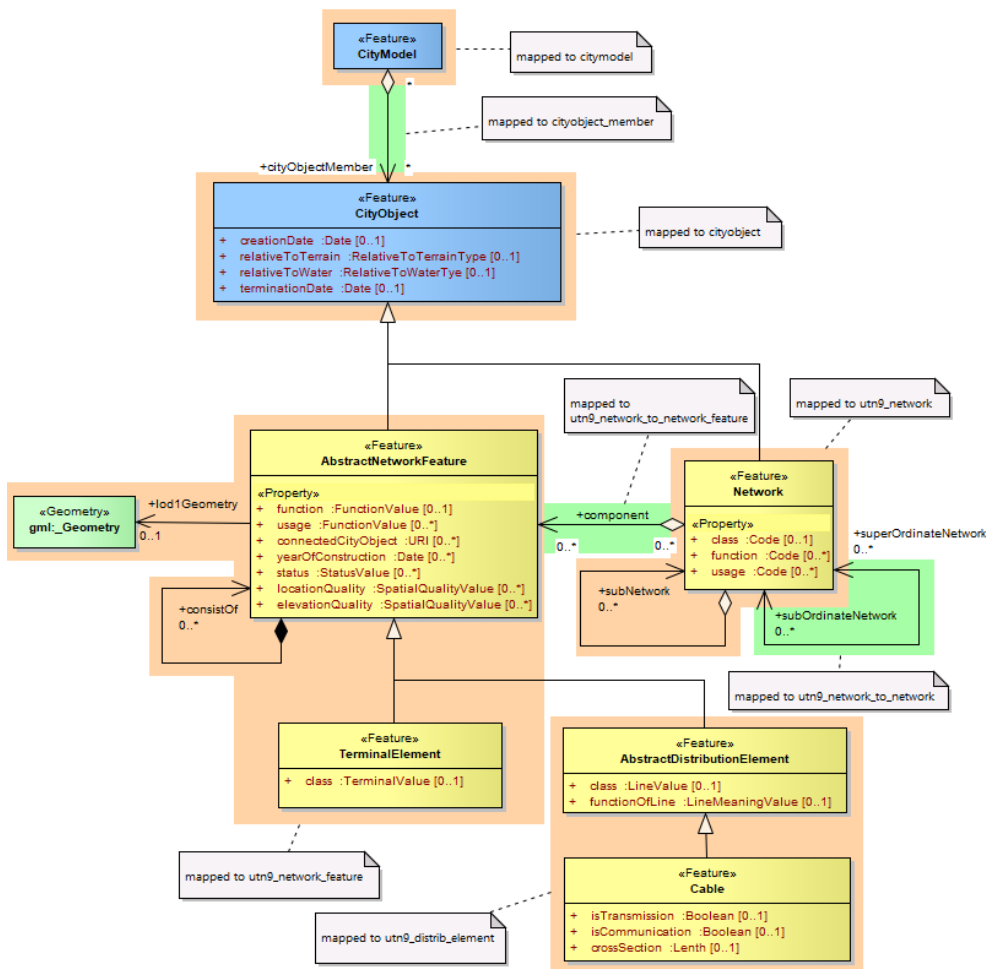 «Feature»
CityModel
mapped to citymodel
*
mapped to cityobject_member
+cityObjectMember
*
«Feature»
CityObject
+ creationDate :Date [0..1]
+ relativeToTerrain :RelativeToTerrainType [0..1]
+ relativeToWater :RelativeToWaterTye [0..1]
+ terminationDate :Date [0..1]
mapped to cityobject
mapped to
utn9_network_to_network_feature
mapped to utn9_network
«Feature»
AbstractNetworkFeature
«Property»
+ function :FunctionValue [0..1]
+ usage :FunctionValue [0..*]
+ connectedCityObject :URI [0..*]
+ yearOfConstruction :Date [0..*]
+ status :StatusValue [0..*]
+ locationQuality :SpatialQualityValue [0..*]
+ elevationQuality :SpatialQualityValue [0..*]
«Geometry»
gml:_Geometry
+lod1Geometry
0..1
+consistOf
0..*
+component
0..*
0..*
«Feature»
Network
«Property»
+ class :Code [0..1]
+ function :Code [0..*]
+ usage :Code [0..*]
+superOrdinateNetwork
0..*
+subNetwork
0..*
+subOrdinateNetwork
0..*
mapped to utn9_network_to_network
«Feature»
TerminalElement
+ class :TerminalValue [0..1]
«Feature»
AbstractDistributionElement
+ class :LineValue [0..1]
+ functionOfLine :LineMeaningValue [0..1]
mapped to utn9_network_feature
«Feature»
Cable
+ isTransmission :Boolean [0..1]
+ isCommunication :Boolean [0..1]
+ crossSection :Lenth [0..1]
mapped to utn9_distrib_element